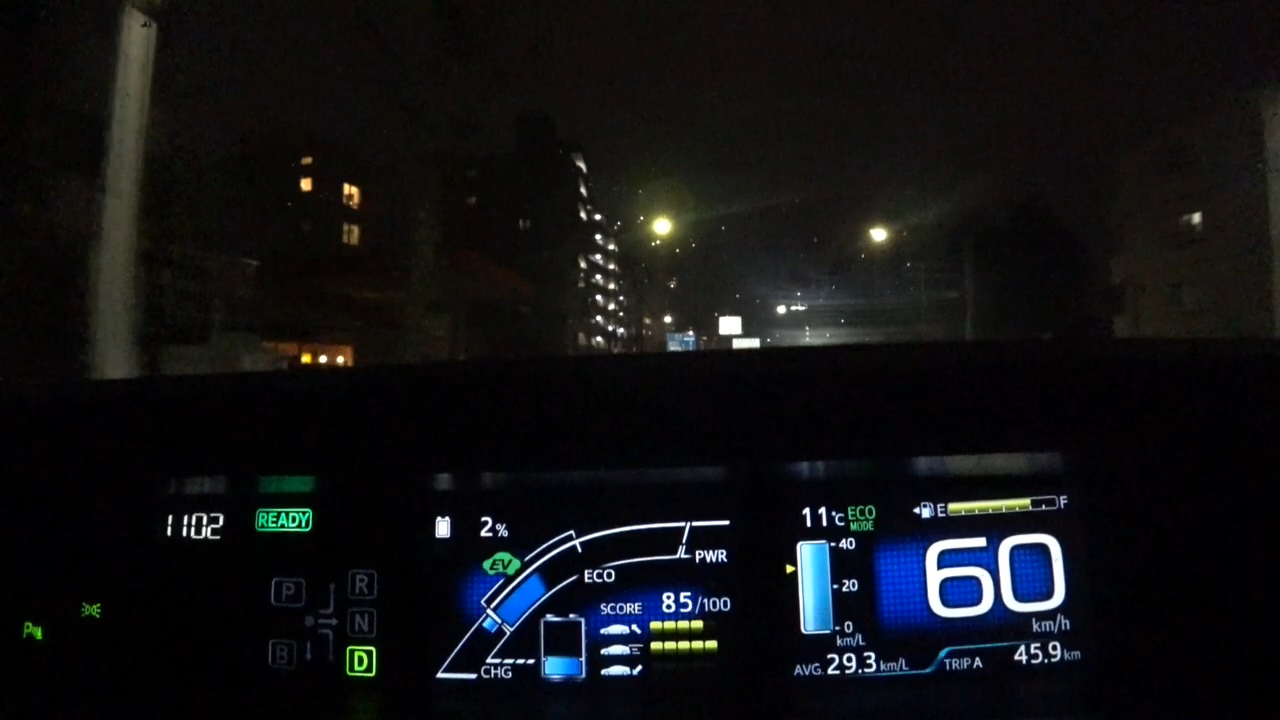 1102 READY
P R
N
B D
2%
EV
PWR
ECO
SCORE 85/100
CHG
11°C ECO MODE
E F
40
20
0
km/L
60
km/h
AVG. 29.3 km/L TRIP A 45.9 km